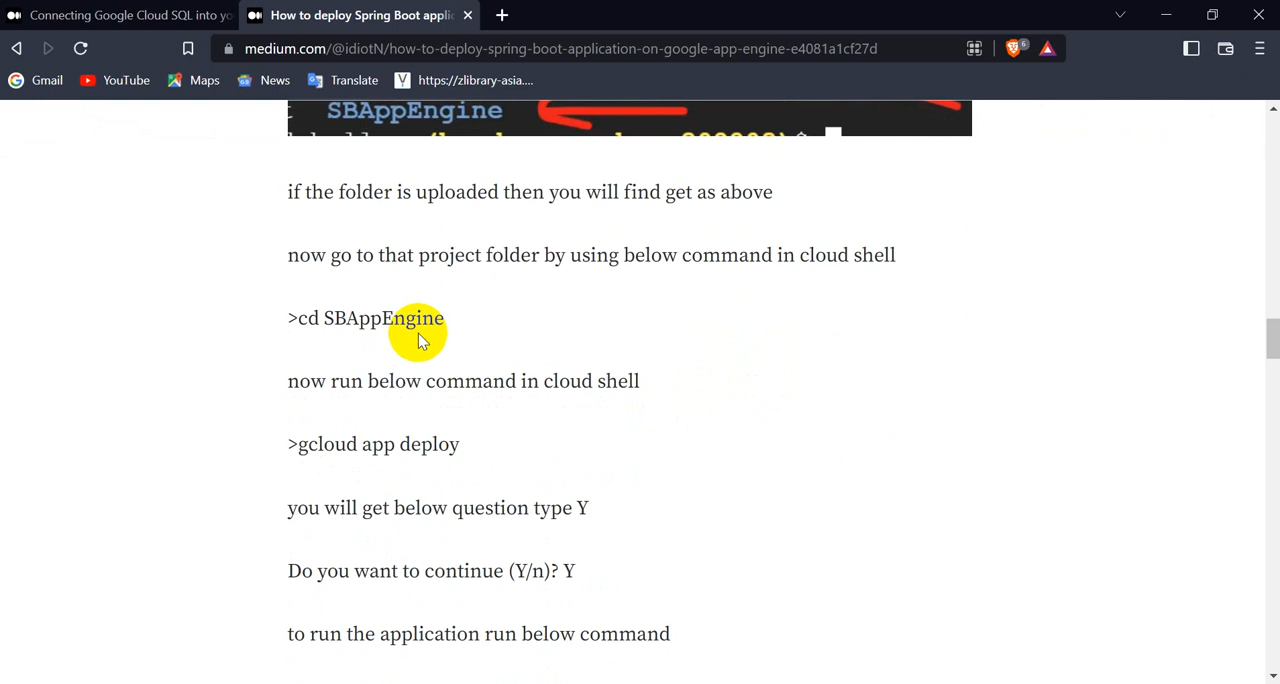 Connecting Google Cloud SQL into yo
How to deploy Spring Boot applic
medium.com/@idiotN/how-to-deploy-spring-boot-application-on-google-app-engine-e4081a1cf27d
6
Gmail YouTube Maps News Translate https://zlibrary-asia....
SBAppEngine
if the folder is uploaded then you will find get as above
now go to that project folder by using below command in cloud shell
>cd SBAppEngine
now run below command in cloud shell
>gcloud app deploy
you will get below question type Y
Do you want to continue (Y/n)? Y
to run the application run below command